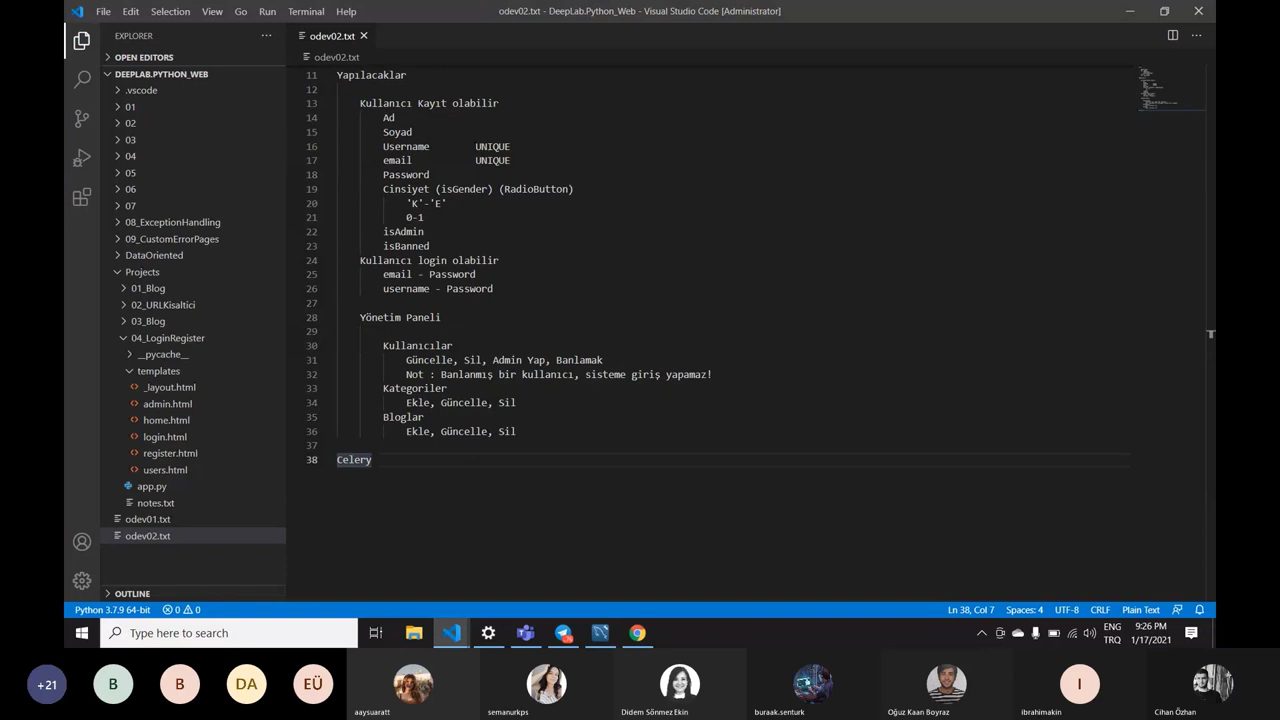 File Edit Selection View Go Run Terminal Help
odev02.txt - DeepLab.Python_Web - Visual Studio Code [Administrator]
EXPLORER
OPEN EDITORS
DEEPLAB.PYTHON_WEB
.vscode
01
02
03
04
05
06
07
08_ExceptionHandling
09_CustomErrorPages
DataOriented
Projects
01_Blog
02_URLKisaltici
03_Blog
04_LoginRegister
__pycache__
templates
_layout.html
admin.html
home.html
login.html
register.html
users.html
app.py
notes.txt
odev01.txt
odev02.txt
OUTLINE
odev02.txt
odev02.txt
11 Yapılacaklar
12
13 Kullanıcı Kayıt olabilir
14 Ad
15 Soyad
16 Username UNIQUE
17 email UNIQUE
18 Password
19 Cinsiyet (isGender) (RadioButton)
20 'K'-'E'
21 0-1
22 isAdmin
23 isBanned
24 Kullanıcı login olabilir
25 email - Password
26 username - Password
27
28 Yönetim Paneli
29
30 Kullanıcılar
31 Güncelle, Sil, Admin Yap, Banlamak
32 Not : Banlanmış bir kullanıcı, sisteme giriş yapamaz!
33 Kategoriler
34 Ekle, Güncelle, Sil
35 Bloglar
36 Ekle, Güncelle, Sil
37
38 Celery
Python 3.7.9 64-bit 0 0
Ln 38, Col 7 Spaces: 4 UTF-8 CRLF Plain Text
Type here to search
ENG
TRQ
9:26 PM
1/17/2021
+21 B B DA EÜ I
aaysuaratt semanurkps Didem Sönmez Ekin buraak.senturk Oğuz Kaan Boyraz ibrahimakin Cihan Özhan